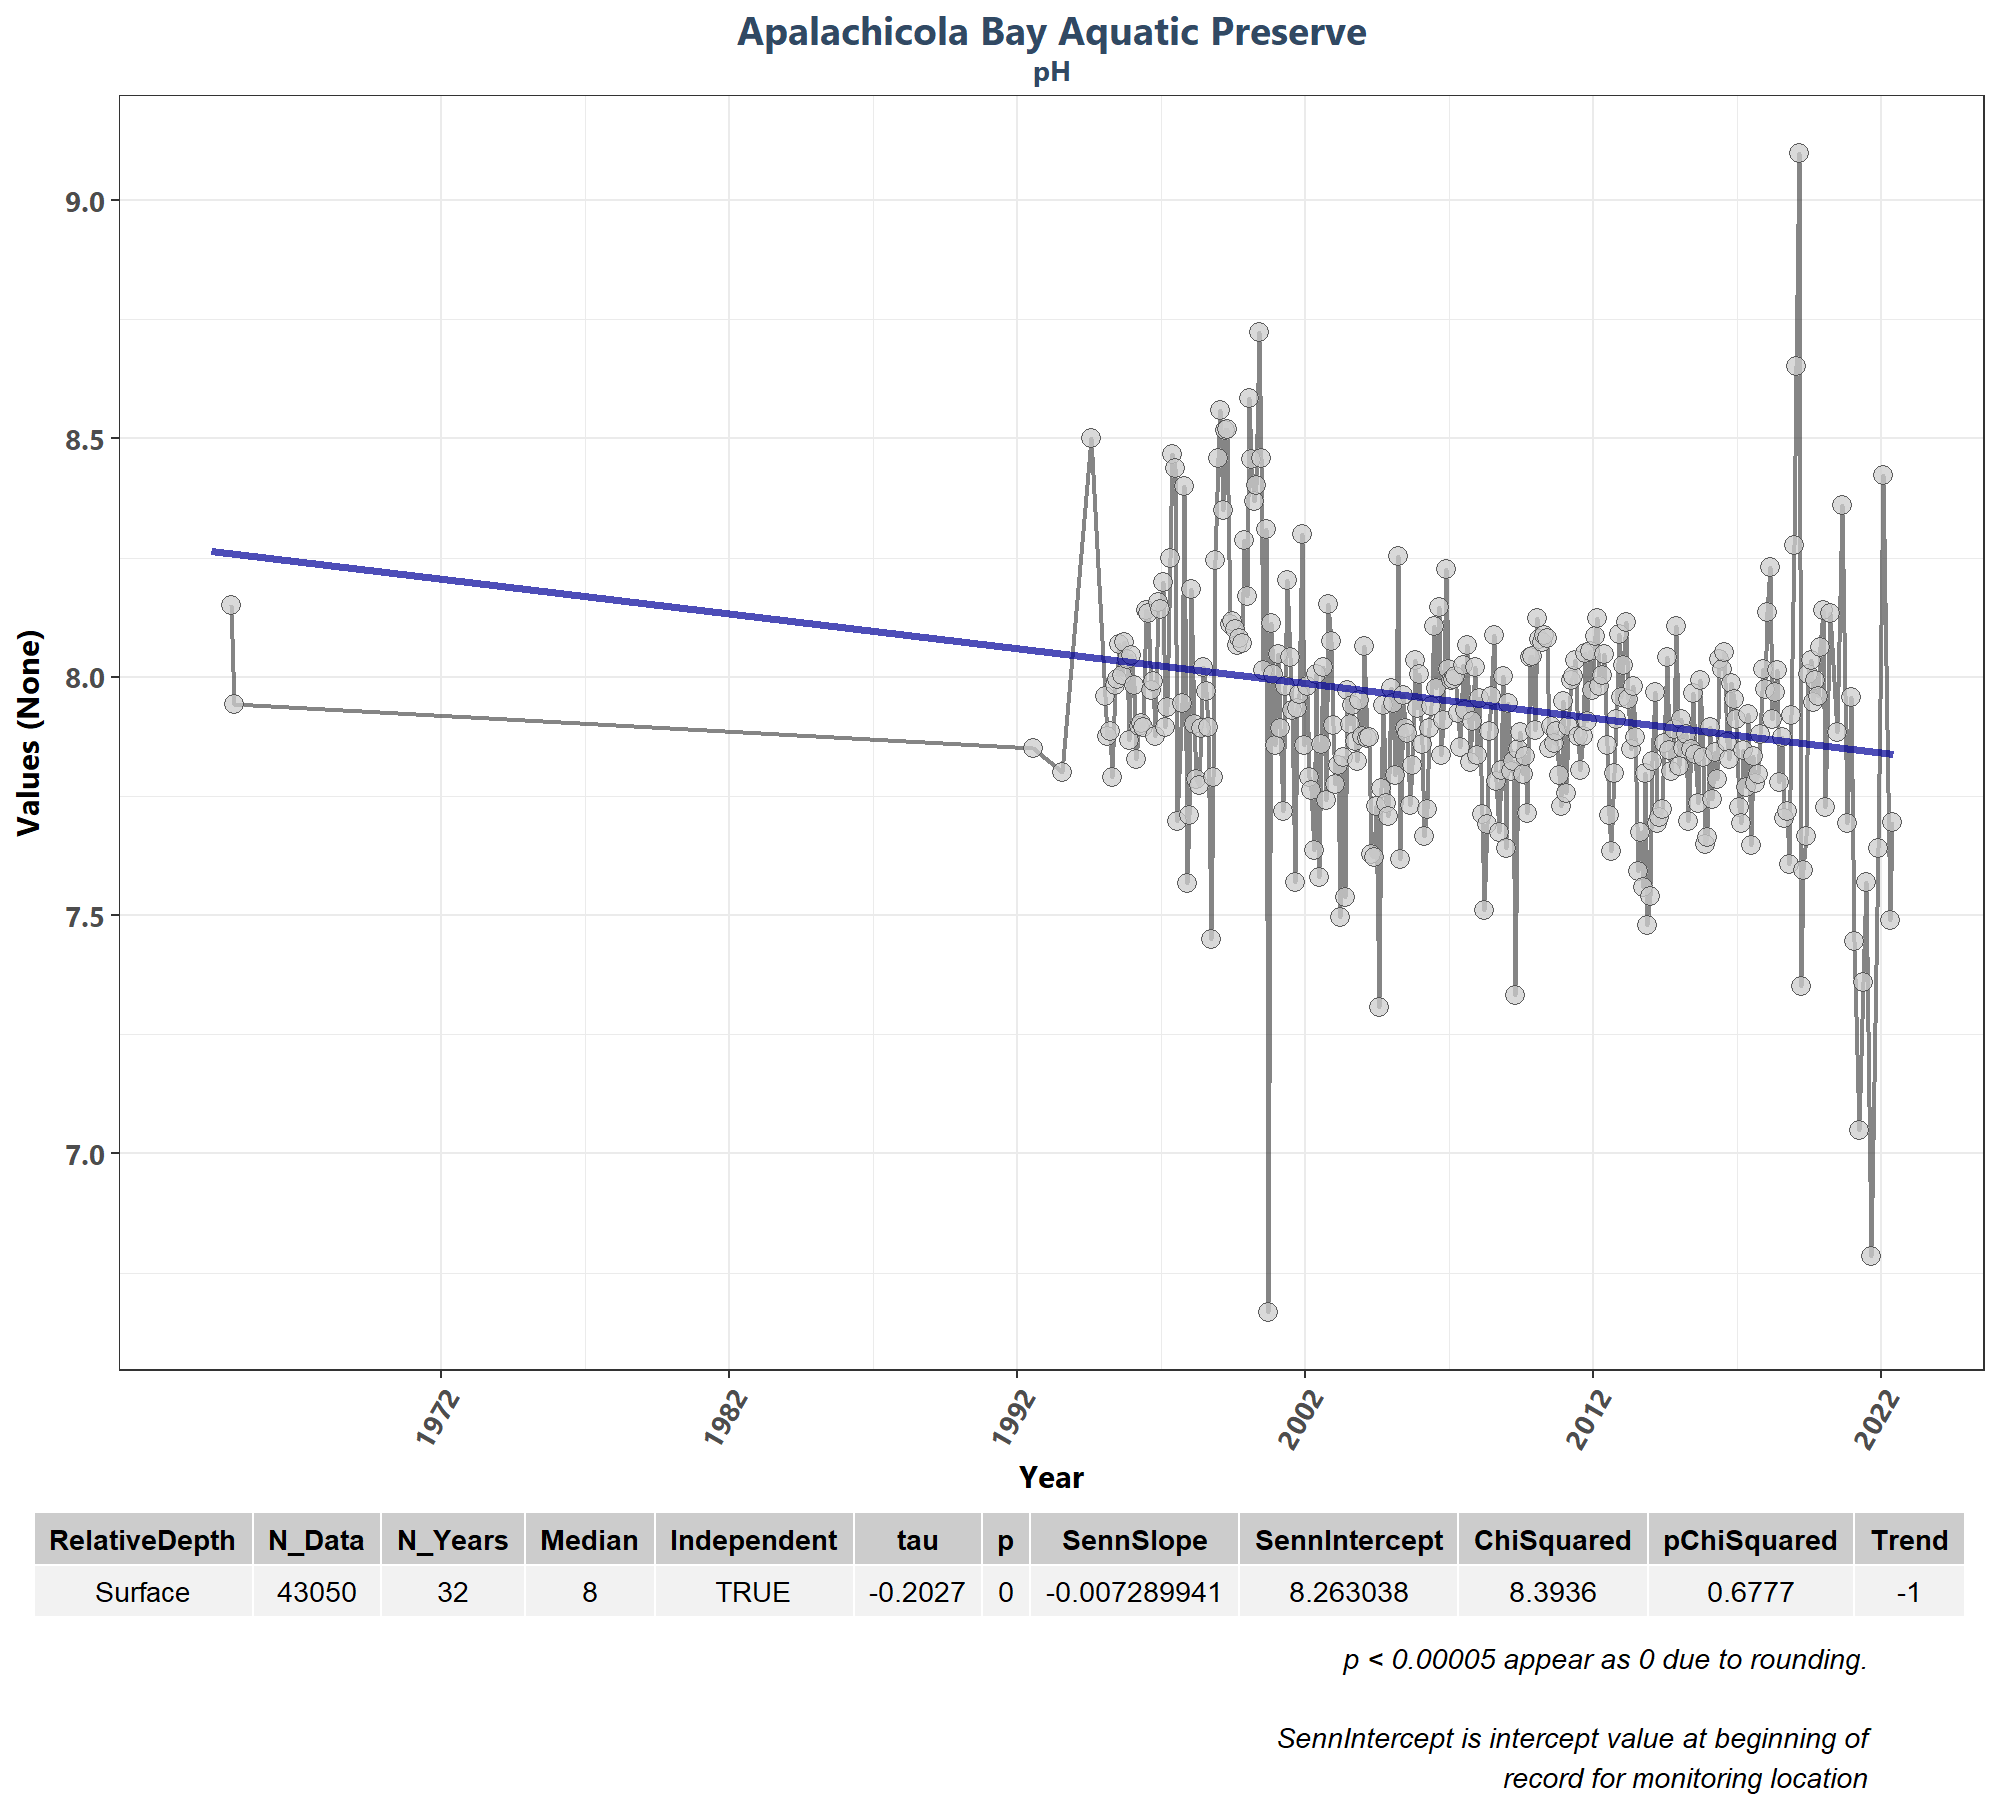 Apalachicola Bay Aquatic Preserve
pH
Values (None)
9.0
8.5
8.0
7.5
7.0
1972
1982
1992
2002
2012
2022
Year
RelativeDepth N_Data N_Years Median Independent tau p SennSlope SennIntercept ChiSquared pChiSquared Trend
Surface 43050 32 8 TRUE -0.2027 0 -0.007289941 8.263038 8.3936 0.6777 -1
p < 0.00005 appear as 0 due to rounding.
SennIntercept is intercept value at beginning of
record for monitoring location